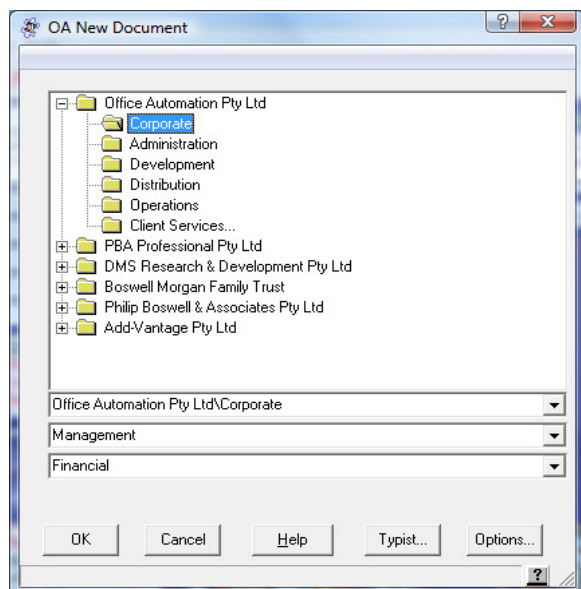 OA New Document
?
X
Office Automation Pty Ltd
Corporate
Administration
Development
Distribution
Operations
Client Services...
PBA Professional Pty Ltd
DMS Research & Development Pty Ltd
Boswell Morgan Family Trust
Philip Boswell & Associates Pty Ltd
Add-Vantage Pty Ltd
Office Automation Pty Ltd\Corporate
Management
Financial
OK Cancel Help Typist... Options...
?